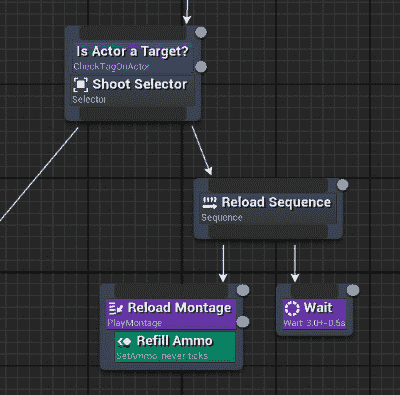 Is Actor a Target?
CheckTagOnActor
Shoot Selector
Selector
Reload Sequence
Sequence
Reload Montage
PlayMontage
Refill Ammo
SetAmmo: never ticks
Wait
Wait: 3.0+-0.5s